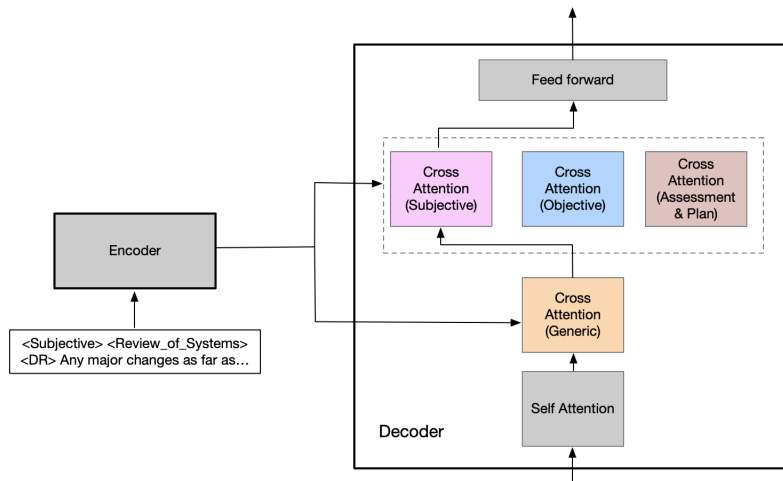 Feed forward
Cross
Attention
(Subjective)
Cross
Attention
(Objective)
Cross
Attention
(Assessment
& Plan)
Encoder
Cross
Attention
(Generic)
<Subjective> <Review_of_Systems>
<DR> Any major changes as far as…
Self Attention
Decoder